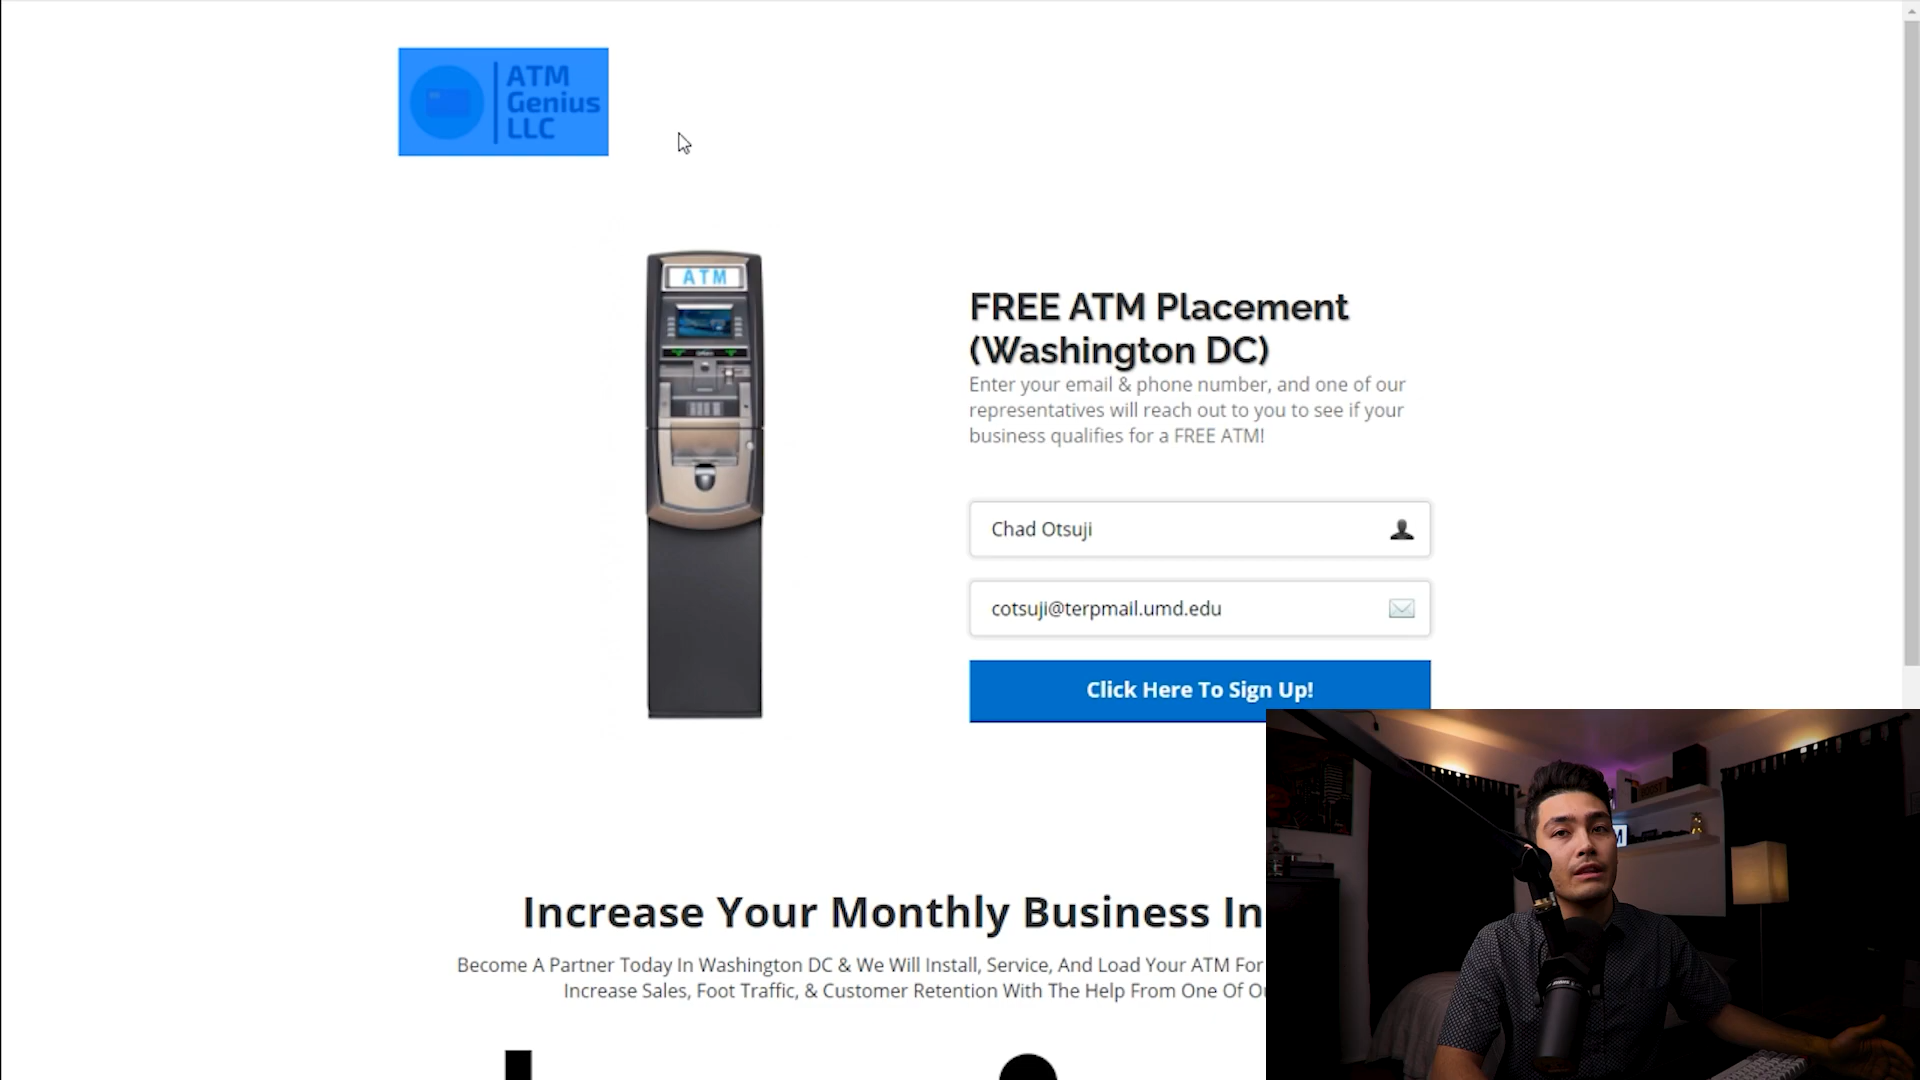 ATM
Genius
LLC
ATM
FREE ATM Placement
(Washington DC)
Enter your email & phone number, and one of our
representatives will reach out to you to see if your
business qualifies for a FREE ATM!
Chad Otsuji
cotsuji@terpmail.umd.edu
Click Here To Sign Up!
Increase Your Monthly Business In
Become A Partner Today In Washington DC & We Will Install, Service, And Load Your ATM For
Increase Sales, Foot Traffic, & Customer Retention With The Help From One Of